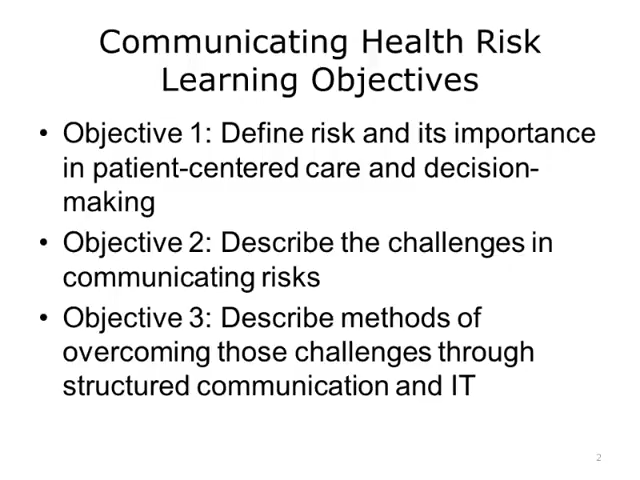 Communicating Health Risk
Learning Objectives
• Objective 1: Define risk and its importance
in patient-centered care and decision-
making
• Objective 2: Describe the challenges in
communicating risks
• Objective 3: Describe methods of
overcoming those challenges through
structured communication and IT
2